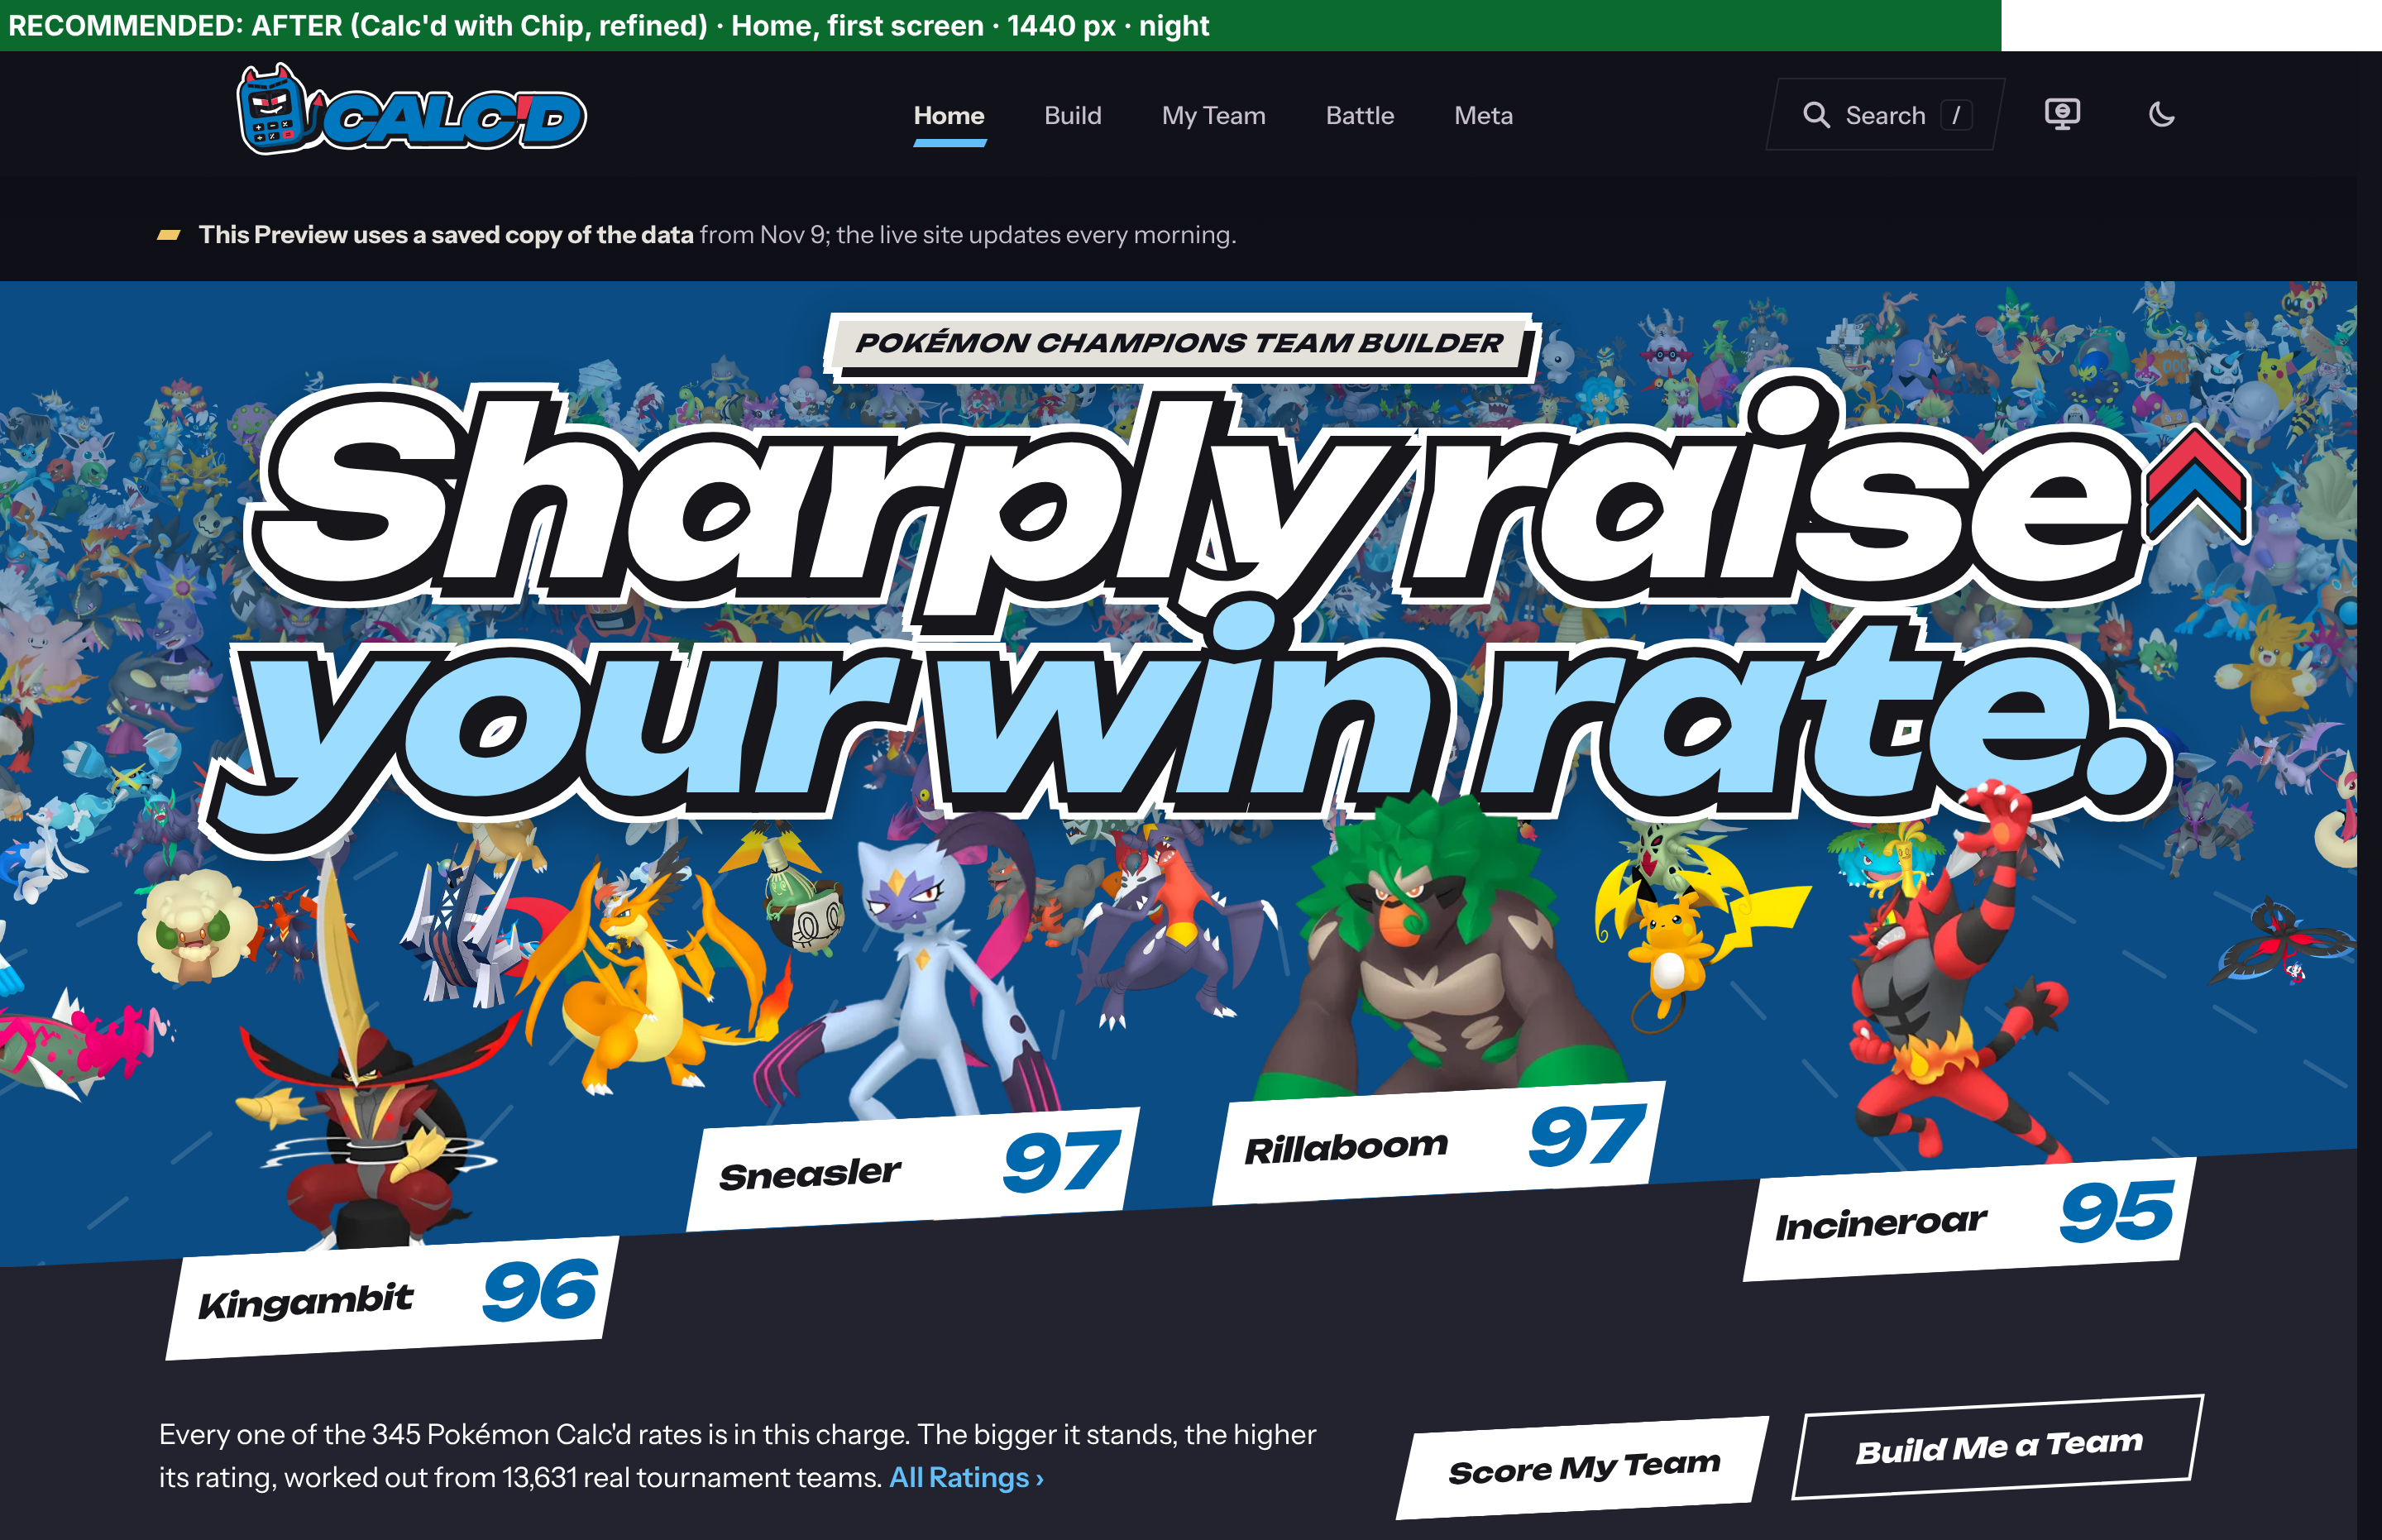 RECOMMENDED: AFTER (Calc'd with Chip, refined) · Home, first screen · 1440 px · night
CALC'D
Home
Build
My Team
Battle
Meta
Search /
This Preview uses a saved copy of the data from Nov 9; the live site updates every morning.
POKÉMON CHAMPIONS TEAM BUILDER
Sharply raise
your win rate.
Sneasler 97
Rillaboom 97
Incineroar 95
Kingambit 96
Every one of the 345 Pokémon Calc'd rates is in this charge. The bigger it stands, the higher
its rating, worked out from 13,631 real tournament teams. All Ratings ›
Score My Team
Build Me a Team